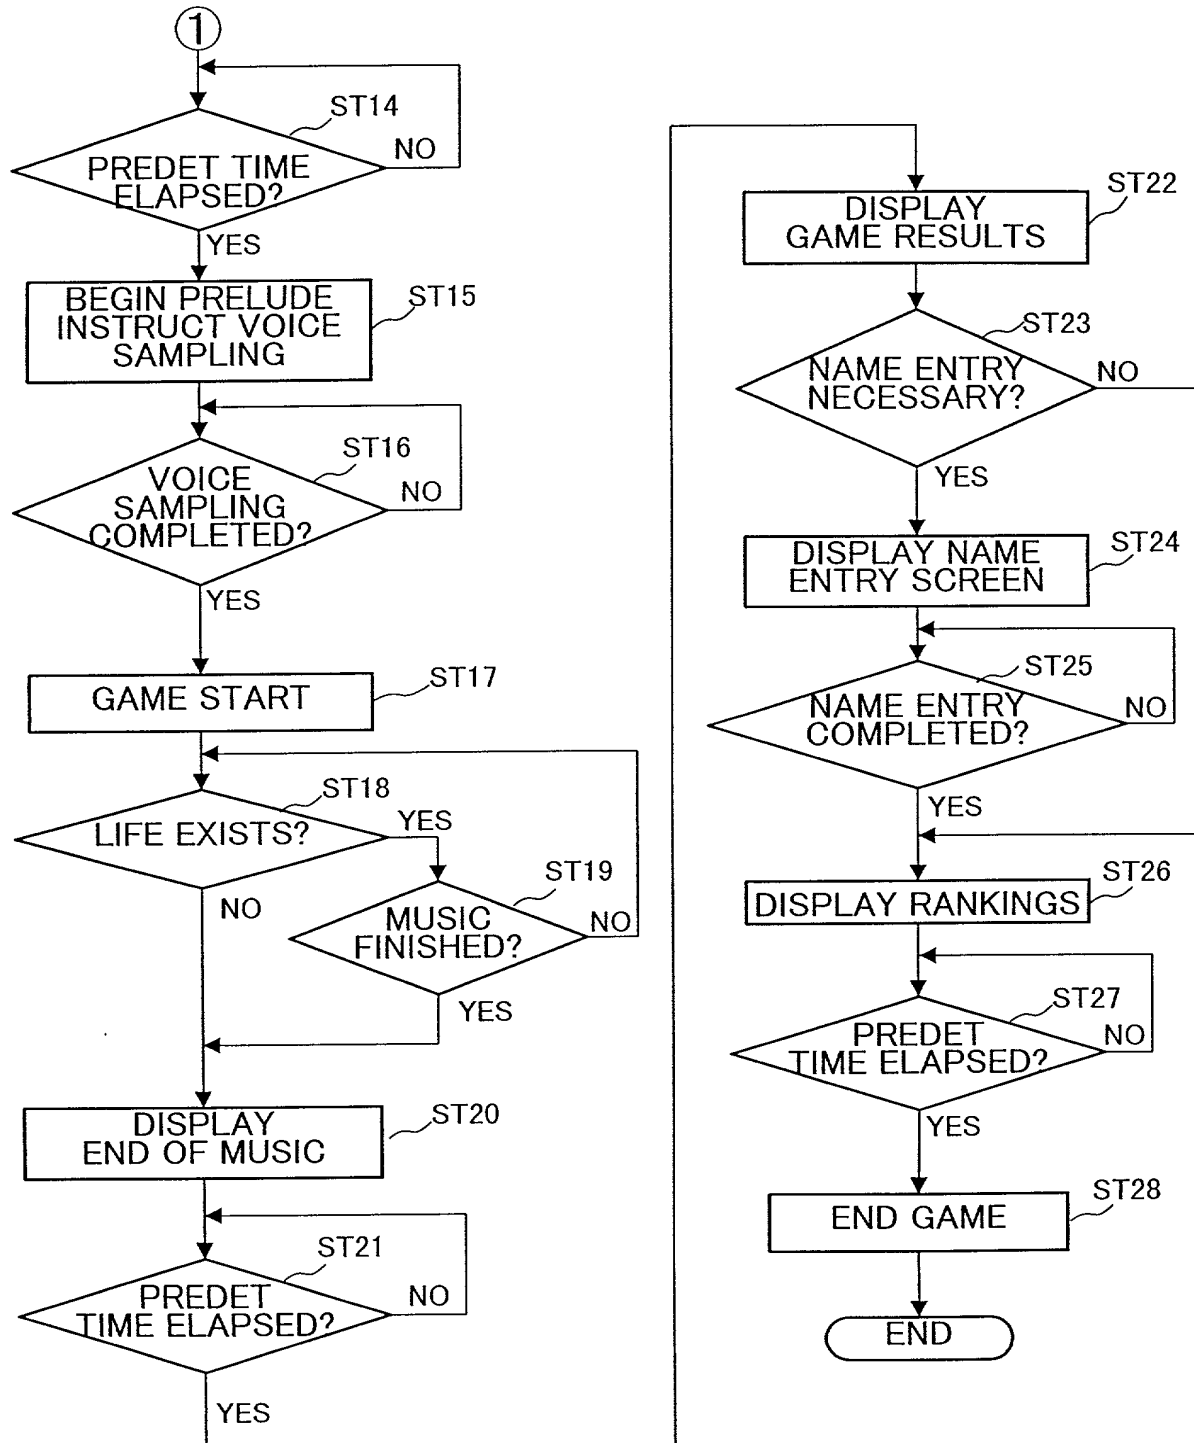 1
ST14
PREDET TIME
ELAPSED?
NO
YES
BEGIN PRELUDE
INSTRUCT VOICE
SAMPLING
ST15
ST16
VOICE
SAMPLING
COMPLETED?
NO
YES
GAME START
ST17
ST18
LIFE EXISTS?
YES
NO
ST19
MUSIC
FINISHED?
NO
YES
DISPLAY
END OF MUSIC
ST20
ST21
PREDET
TIME ELAPSED?
NO
YES
DISPLAY
GAME RESULTS
ST22
ST23
NAME ENTRY
NECESSARY?
NO
YES
DISPLAY NAME
ENTRY SCREEN
ST24
ST25
NAME ENTRY
COMPLETED?
NO
YES
ST26
DISPLAY RANKINGS
ST27
PREDET
TIME ELAPSED?
NO
YES
END GAME
ST28
END